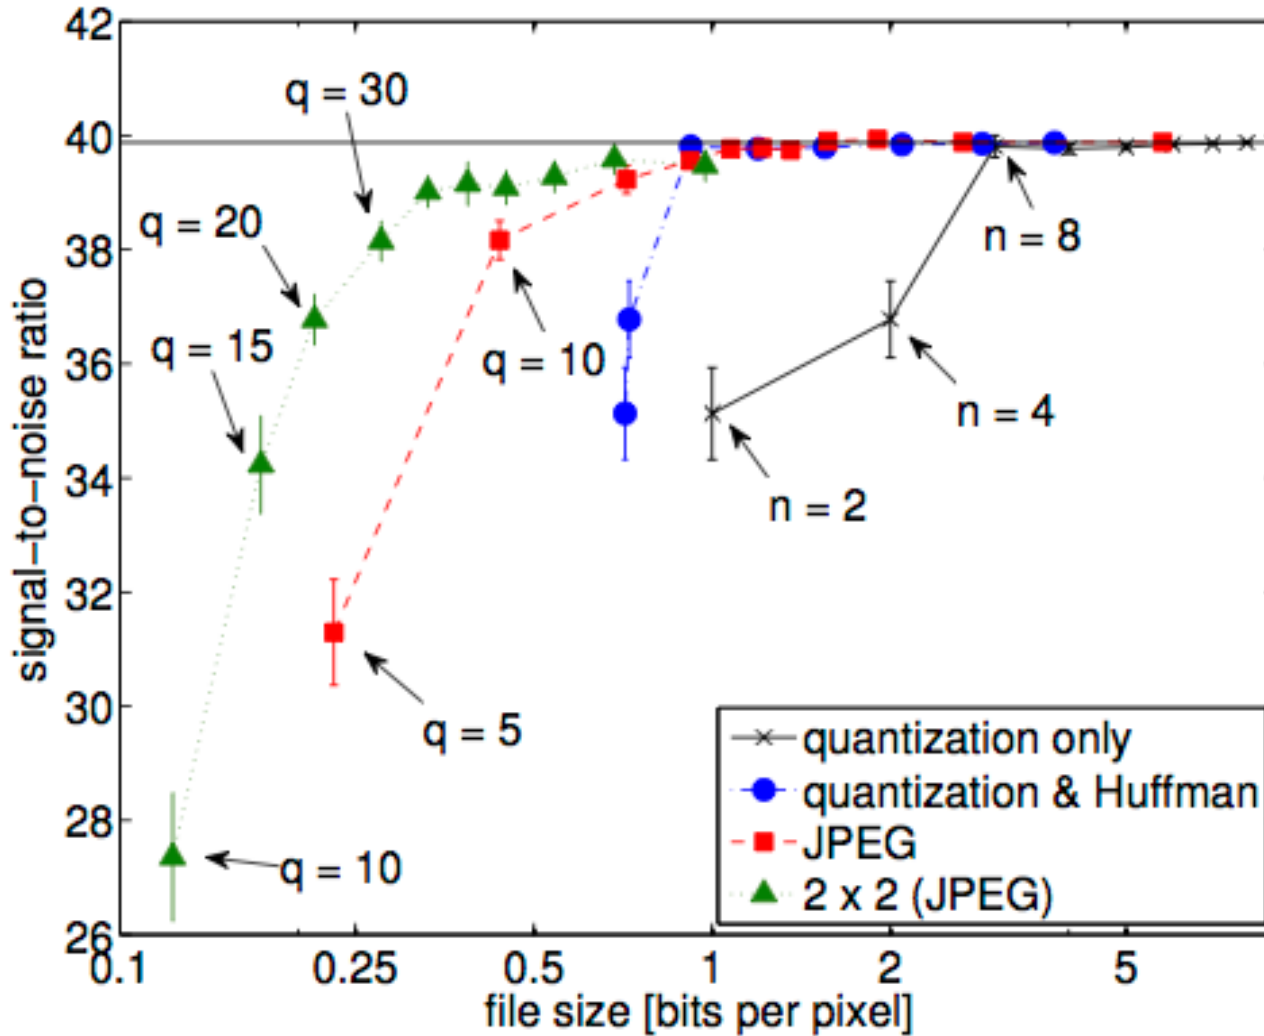 42
40
38
36
34
32
30
28
26
signal-to-noise ratio
q = 30
q = 20
q = 15
q = 10
q = 5
q = 10
n = 8
n = 4
n = 2
quantization only
quantization & Huffman
JPEG
2 x 2 (JPEG)
0.1 0.25 0.5 1 2 5
file size [bits per pixel]